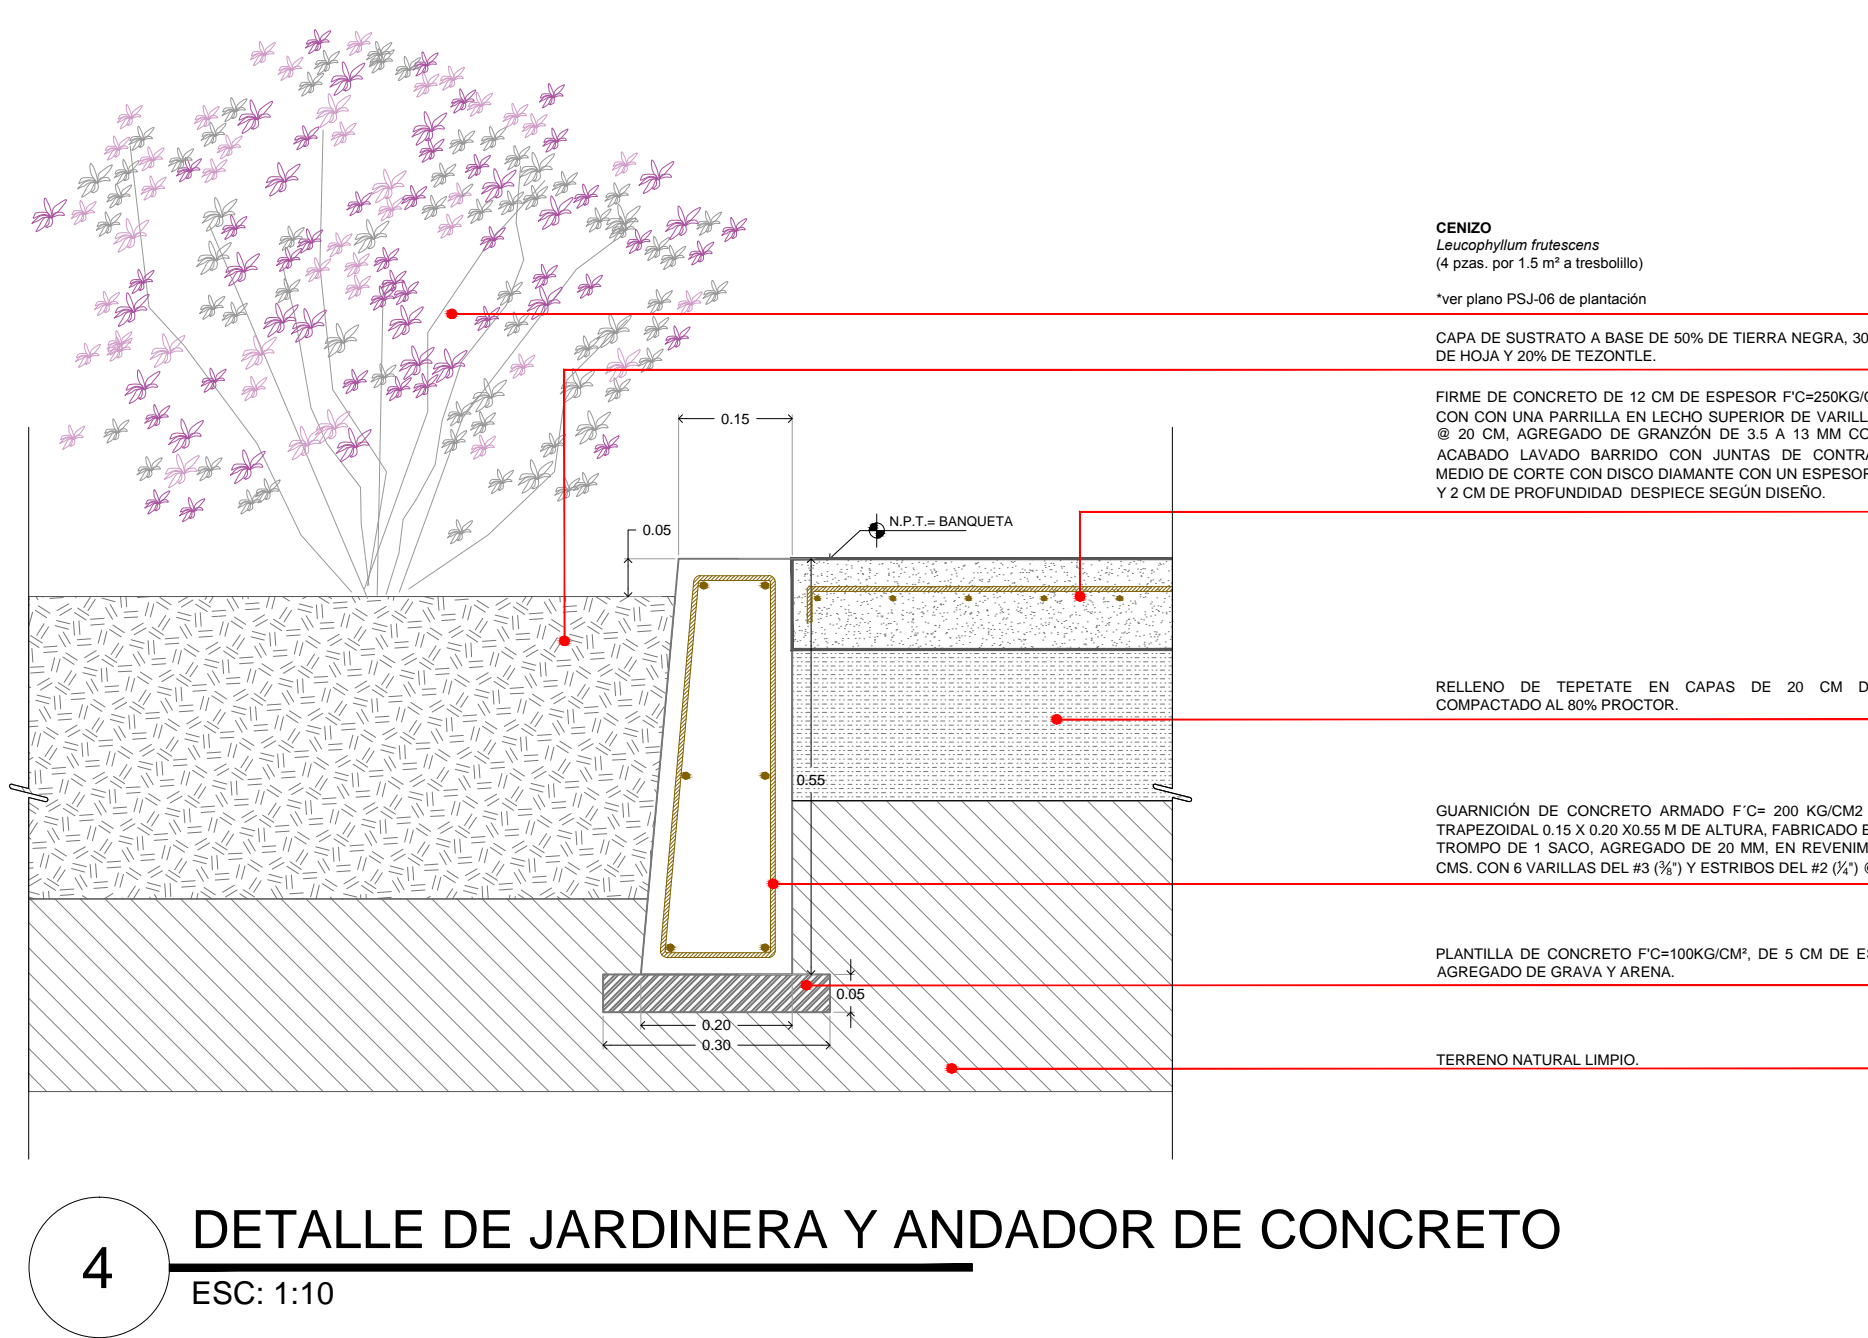 CENIZO
Leucophyllum frutescens
(4 pzas. por 1.5 m² a tresbolillo)
*ver plano PSJ-06 de plantación
CAPA DE SUSTRATO A BASE DE 50% DE TIERRA NEGRA, 30
DE HOJA Y 20% DE TEZONTLE.
FIRME DE CONCRETO DE 12 CM DE ESPESOR F'C=250KG/
CON CON UNA PARRILLA EN LECHO SUPERIOR DE VARILL
@ 20 CM, AGREGADO DE GRANZÓN DE 3.5 A 13 MM CO
ACABADO LAVADO BARRIDO CON JUNTAS DE CONTRA
MEDIO DE CORTE CON DISCO DIAMANTE CON UN ESPESOR
Y 2 CM DE PROFUNDIDAD DESPIECE SEGÚN DISEÑO.
0.15
0.05
N.P.T.= BANQUETA
RELLENO DE TEPETATE EN CAPAS DE 20 CM D
COMPACTADO AL 80% PROCTOR.
0.55
GUARNICIÓN DE CONCRETO ARMADO F´C= 200 KG/CM2
TRAPEZOIDAL 0.15 X 0.20 X0.55 M DE ALTURA, FABRICADO E
TROMPO DE 1 SACO, AGREGADO DE 20 MM, EN REVENIM
CMS. CON 6 VARILLAS DEL #3 (⅜") Y ESTRIBOS DEL #2 (¼") @
PLANTILLA DE CONCRETO F'C=100KG/CM², DE 5 CM DE ES
AGREGADO DE GRAVA Y ARENA.
0.05
0.20
0.30
TERRENO NATURAL LIMPIO.
4
DETALLE DE JARDINERA Y ANDADOR DE CONCRETO
ESC: 1:10